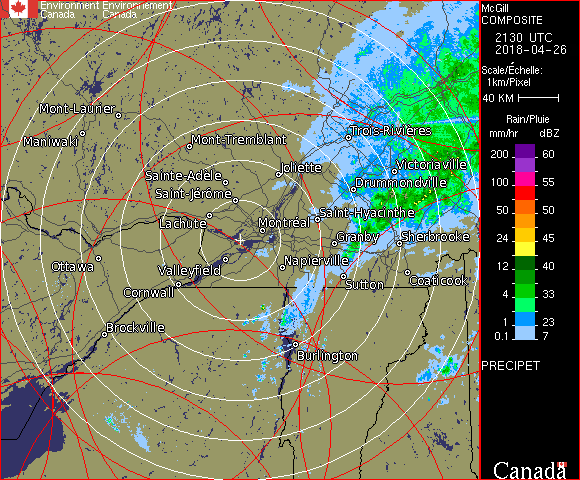 Environment Environnement
Canada Canada
McGill
COMPOSITE
2130 UTC
2018-04-26
Scale/Échelle:
1km/Pixel
40 KM
Rain/Pluie
mm/hr dBZ
200 60
100 55
50 50
24 45
12 40
4 33
1 23
0.1 7
PRECIPET
Canada
Mont-Laurier
Maniwaki
Mont-Tremblant
Trois-Rivières
Joliette
Victoriaville
Sainte-Adèle
Drummondville
Saint-Jérôme
Saint-Hyacinthe
Lachute
Montréal
Granby
Sherbrooke
Ottawa
Valleyfield
Napierville
Cornwall
Sutton
Coaticook
Brockville
Burlington